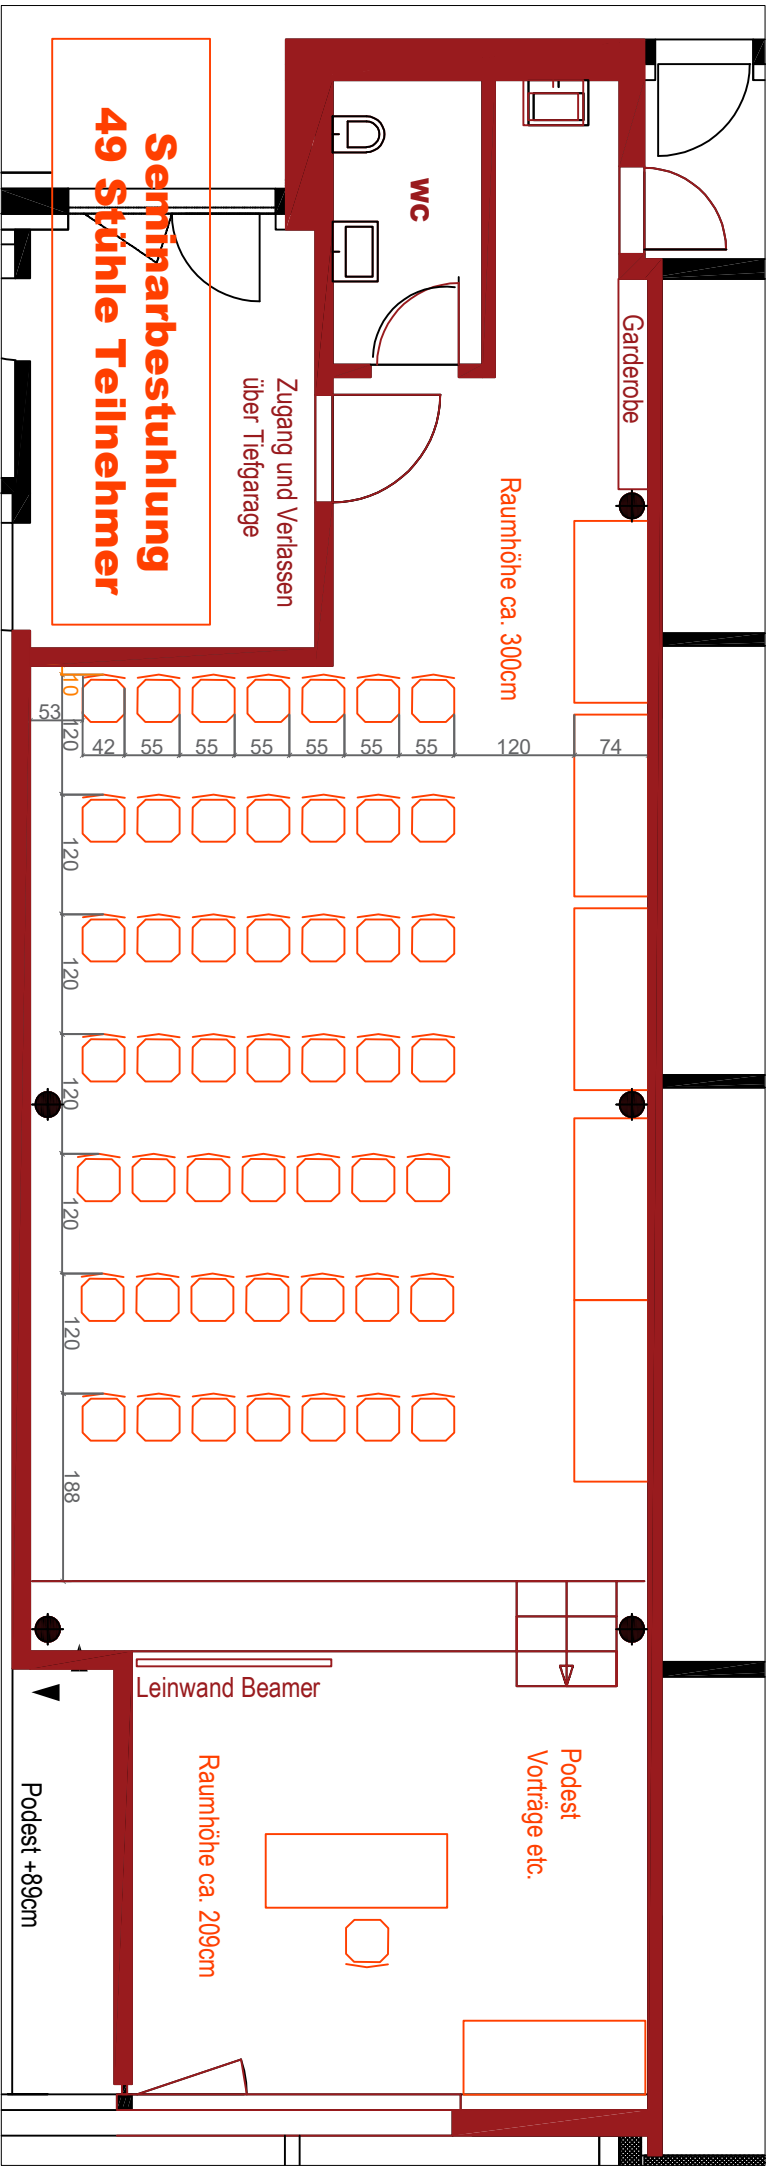 Seminarbestuhlung
49 Stühle Teilnehmer
WC
Garderobe
Zugang und Verlassen
über Tiefgarage
Raumhöhe ca. 300cm
10
53
120
42 55 55 55 55 55 55 120 74
120
120
120
120
120
188
Leinwand Beamer
Podest
Vorträge etc.
Raumhöhe ca. 209cm
Podest +89cm